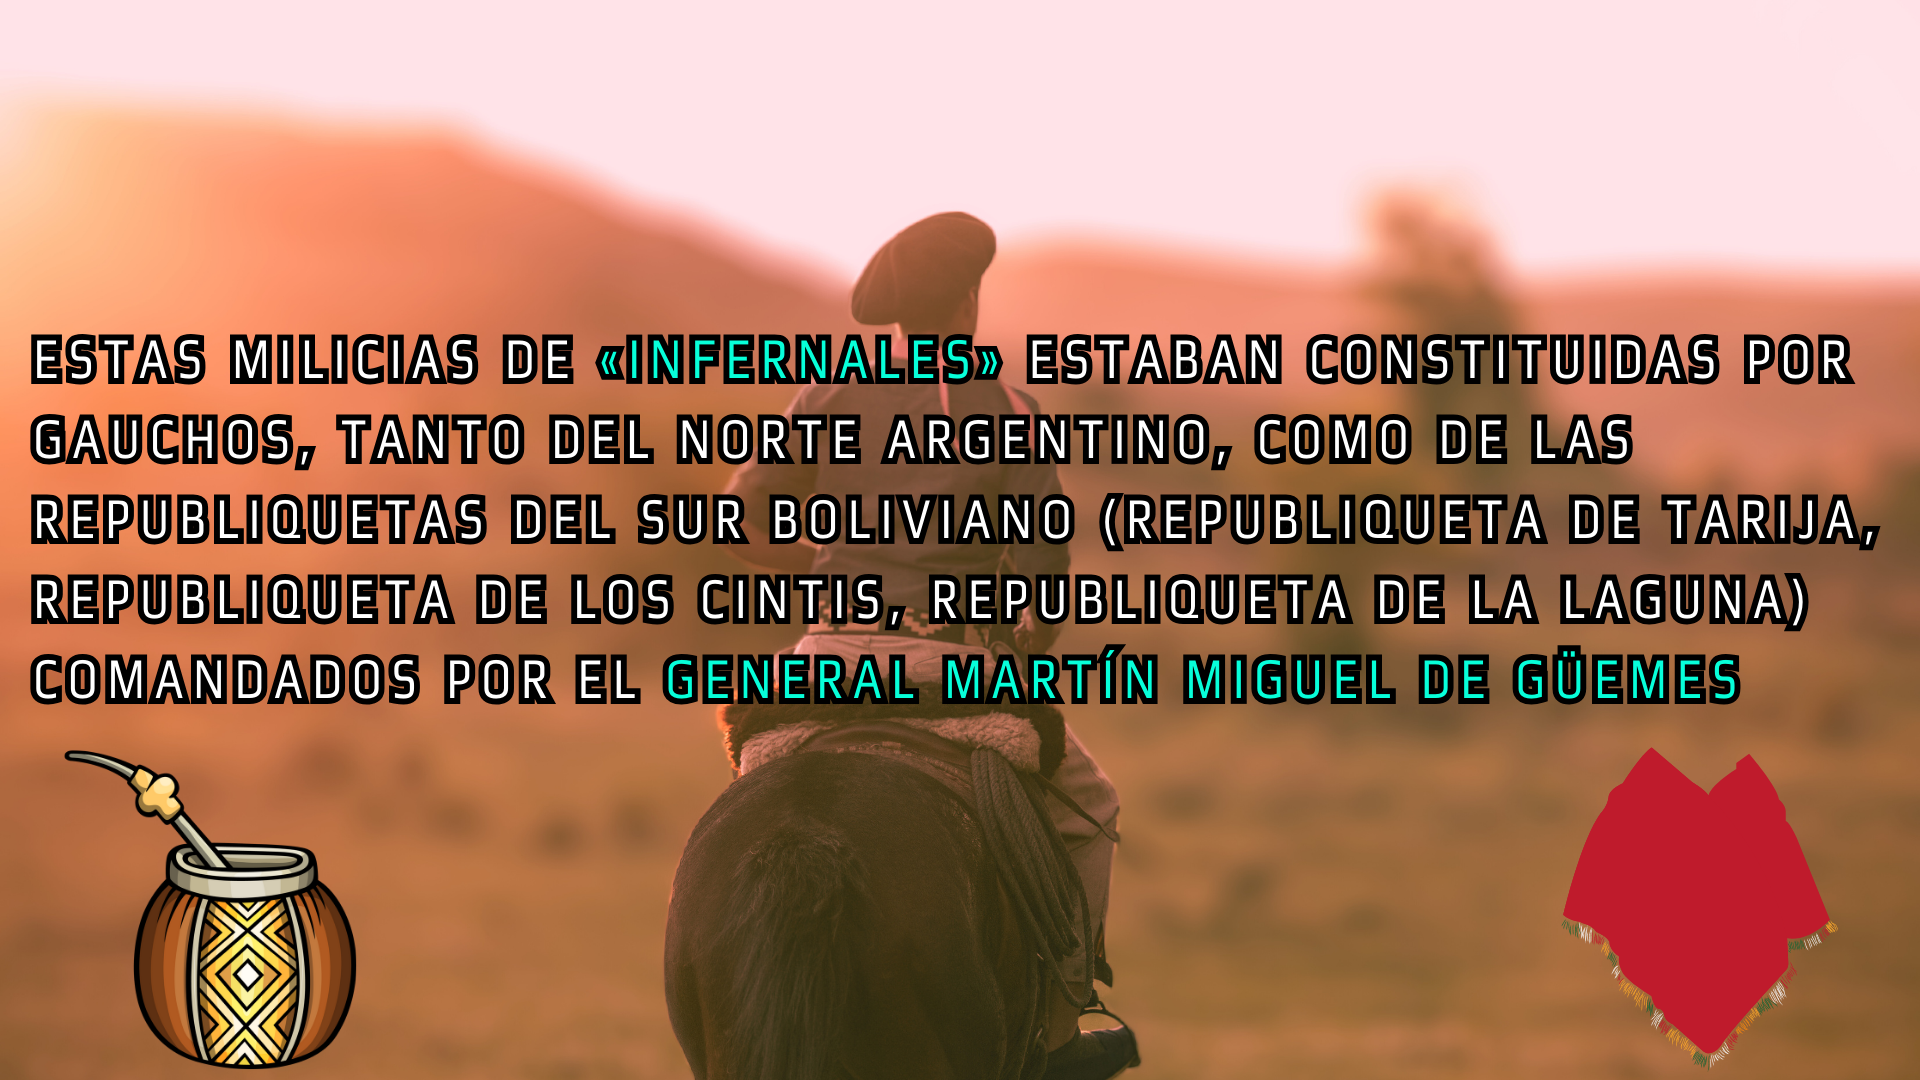 ESTAS MILICIAS DE «INFERNALES» ESTABAN CONSTITUIDAS POR
GAUCHOS, TANTO DEL NORTE ARGENTINO, COMO DE LAS
REPUBLIQUETAS DEL SUR BOLIVIANO (REPUBLIQUETA DE TARIJA,
REPUBLIQUETA DE LOS CINTIS, REPUBLIQUETA DE LA LAGUNA)
COMANDADOS POR EL GENERAL MARTÍN MIGUEL DE GÜEMES